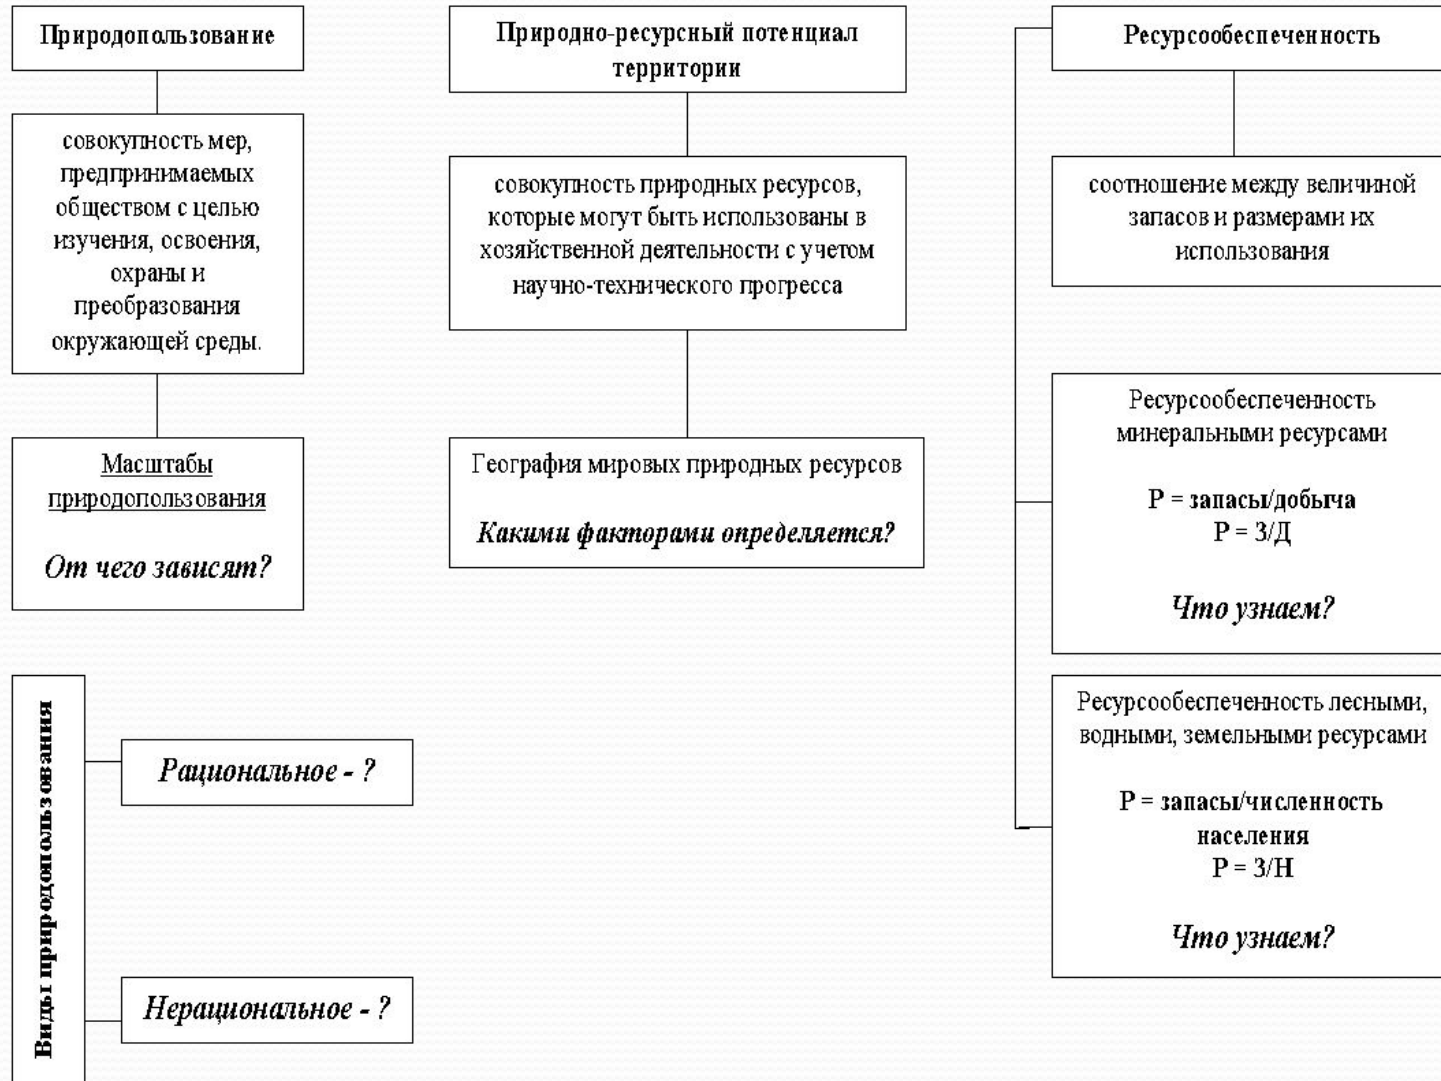 Природопользование
совокупность мер,
предпринимаемых
обществом с целью
изучения, освоения,
охраны и
преобразования
окружающей среды.
Масштабы
природопользования
От чего зависят?
Виды природопользования
Рациональное - ?
Нерациональное - ?
Природно-ресурсный потенциал
территории
совокупность природных ресурсов,
которые могут быть использованы в
хозяйственной деятельности с учетом
научно-технического прогресса
География мировых природных ресурсов
Какими факторами определяется?
Ресурсообеспеченность
соотношение между величиной
запасов и размерами их
использования
Ресурсообеспеченность
минеральными ресурсами
Р = запасы/добыча
Р = З/Д
Что узнаем?
Ресурсообеспеченность лесными,
водными, земельными ресурсами
Р = запасы/численность
населения
Р = З/Н
Что узнаем?